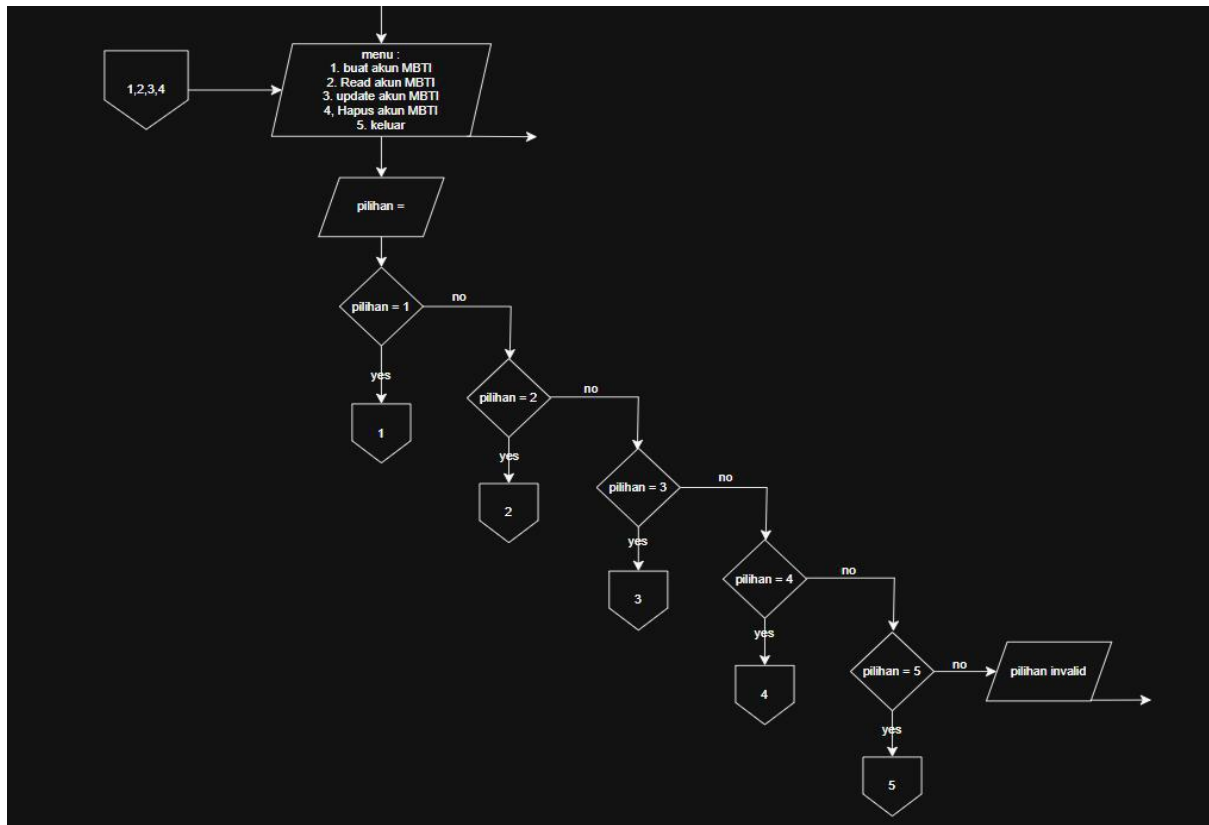 menu :
1. buat akun MBTI
2. Read akun MBTI
3. update akun MBTI
4, Hapus akun MBTI
5. keluar
1,2,3,4
pilihan =
pilihan = 1
no
yes
1
pilihan = 2
no
yes
2
pilihan = 3
no
yes
3
pilihan = 4
no
yes
4
pilihan = 5
no
pilihan invalid
yes
5